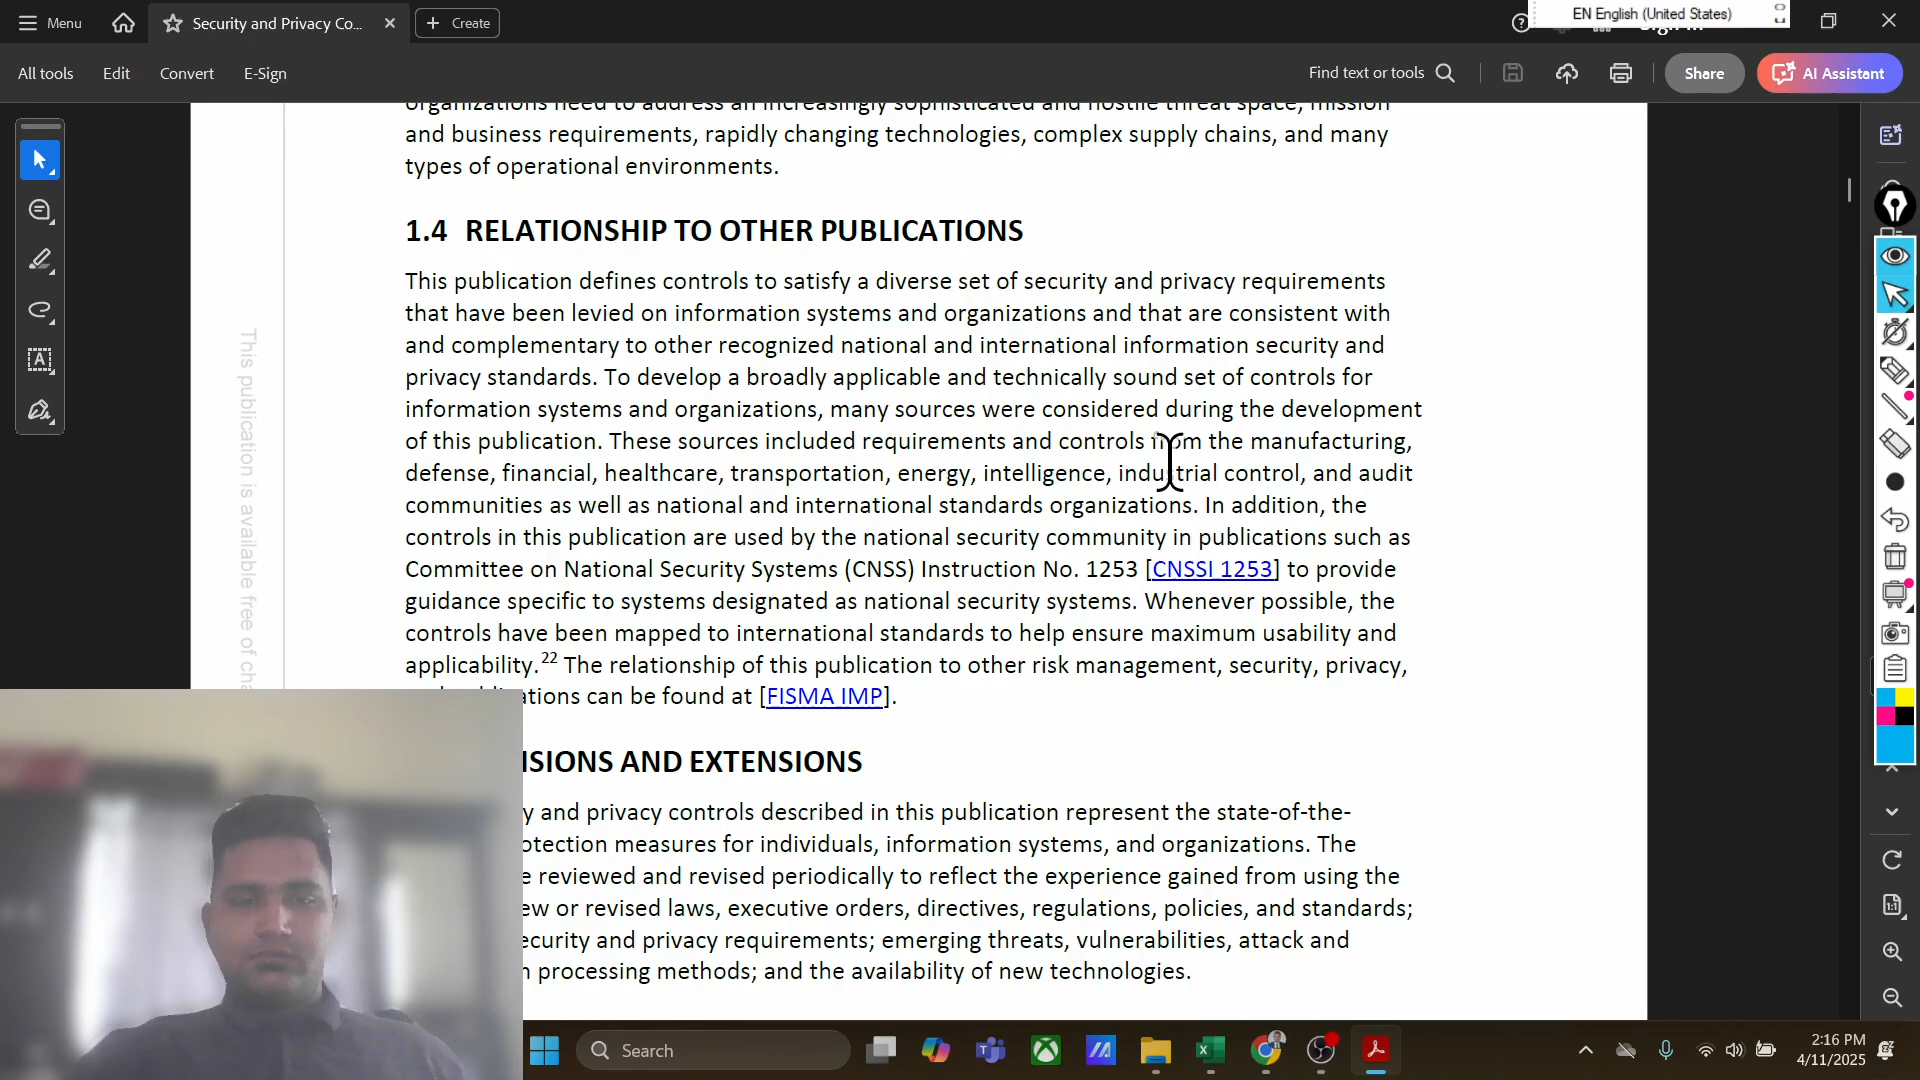 Menu
Security and Privacy Co...
Create
EN English (United States)
All tools
Edit
Convert
E-Sign
Find text or tools
Share
AI Assistant
organizations need to address an increasingly sophisticated and hostile threat space; mission
and business requirements, rapidly changing technologies, complex supply chains, and many
types of operational environments.
1.4 RELATIONSHIP TO OTHER PUBLICATIONS
This publication defines controls to satisfy a diverse set of security and privacy requirements
that have been levied on information systems and organizations and that are consistent with
and complementary to other recognized national and international information security and
privacy standards. To develop a broadly applicable and technically sound set of controls for
information systems and organizations, many sources were considered during the development
of this publication. These sources included requirements and controls from the manufacturing,
defense, financial, healthcare, transportation, energy, intelligence, industrial control, and audit
communities as well as national and international standards organizations. In addition, the
controls in this publication are used by the national security community in publications such as
Committee on National Security Systems (CNSS) Instruction No. 1253 [CNSSI 1253] to provide
guidance specific to systems designated as national security systems. Whenever possible, the
controls have been mapped to international standards to help ensure maximum usability and
applicability.22 The relationship of this publication to other risk management, security, privacy,
can be found at [FISMA IMP].
AND EXTENSIONS
and privacy controls described in this publication represent the state-of-the-
measures for individuals, information systems, and organizations. The
reviewed and revised periodically to reflect the experience gained from using the
or revised laws, executive orders, directives, regulations, policies, and standards;
and privacy requirements; emerging threats, vulnerabilities, attack and
processing methods; and the availability of new technologies.
This publication is available free of
Search
2:16 PM
4/11/2025